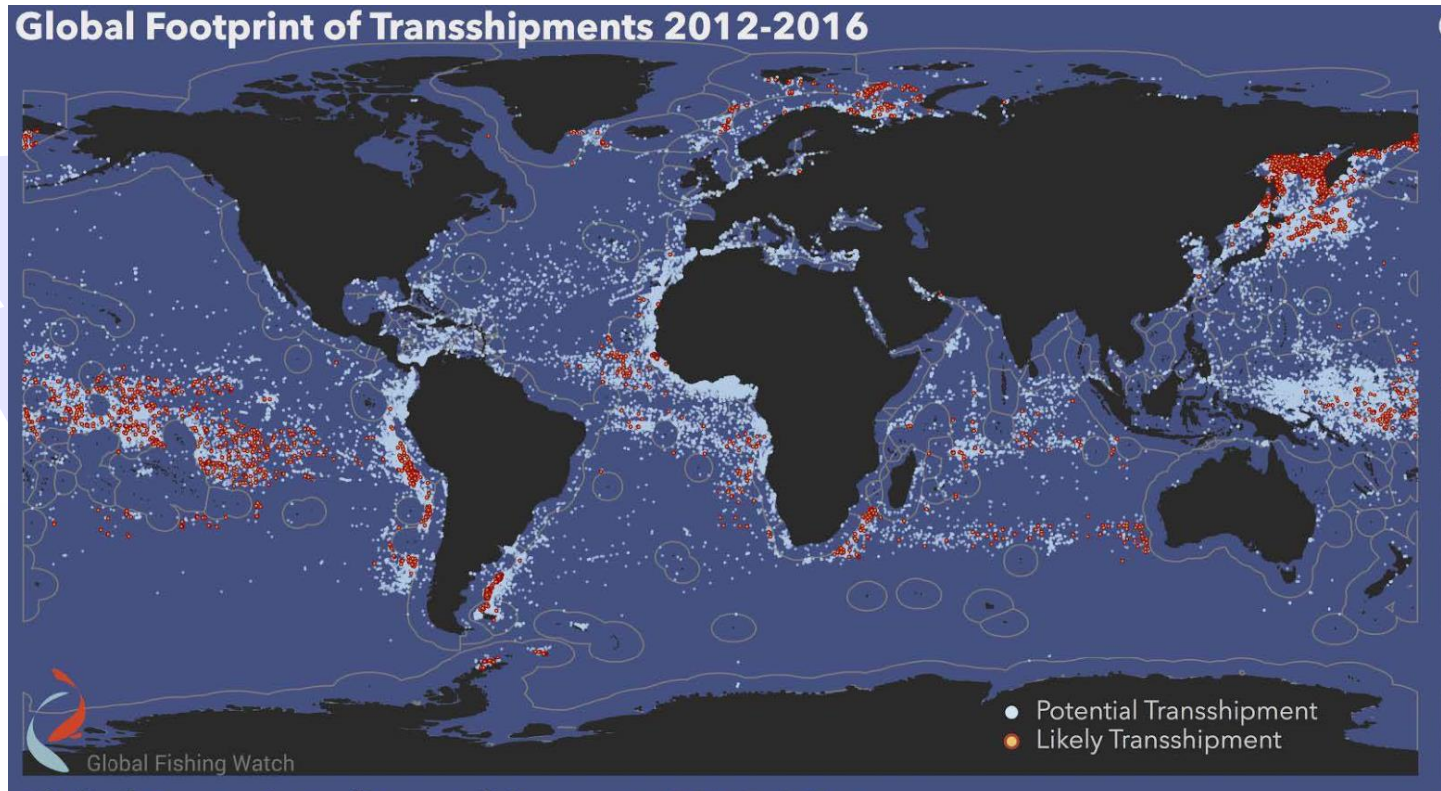 Global Footprint of Transshipments 2012-2016
Potential Transshipment
Likely Transshipment
Global Fishing Watch